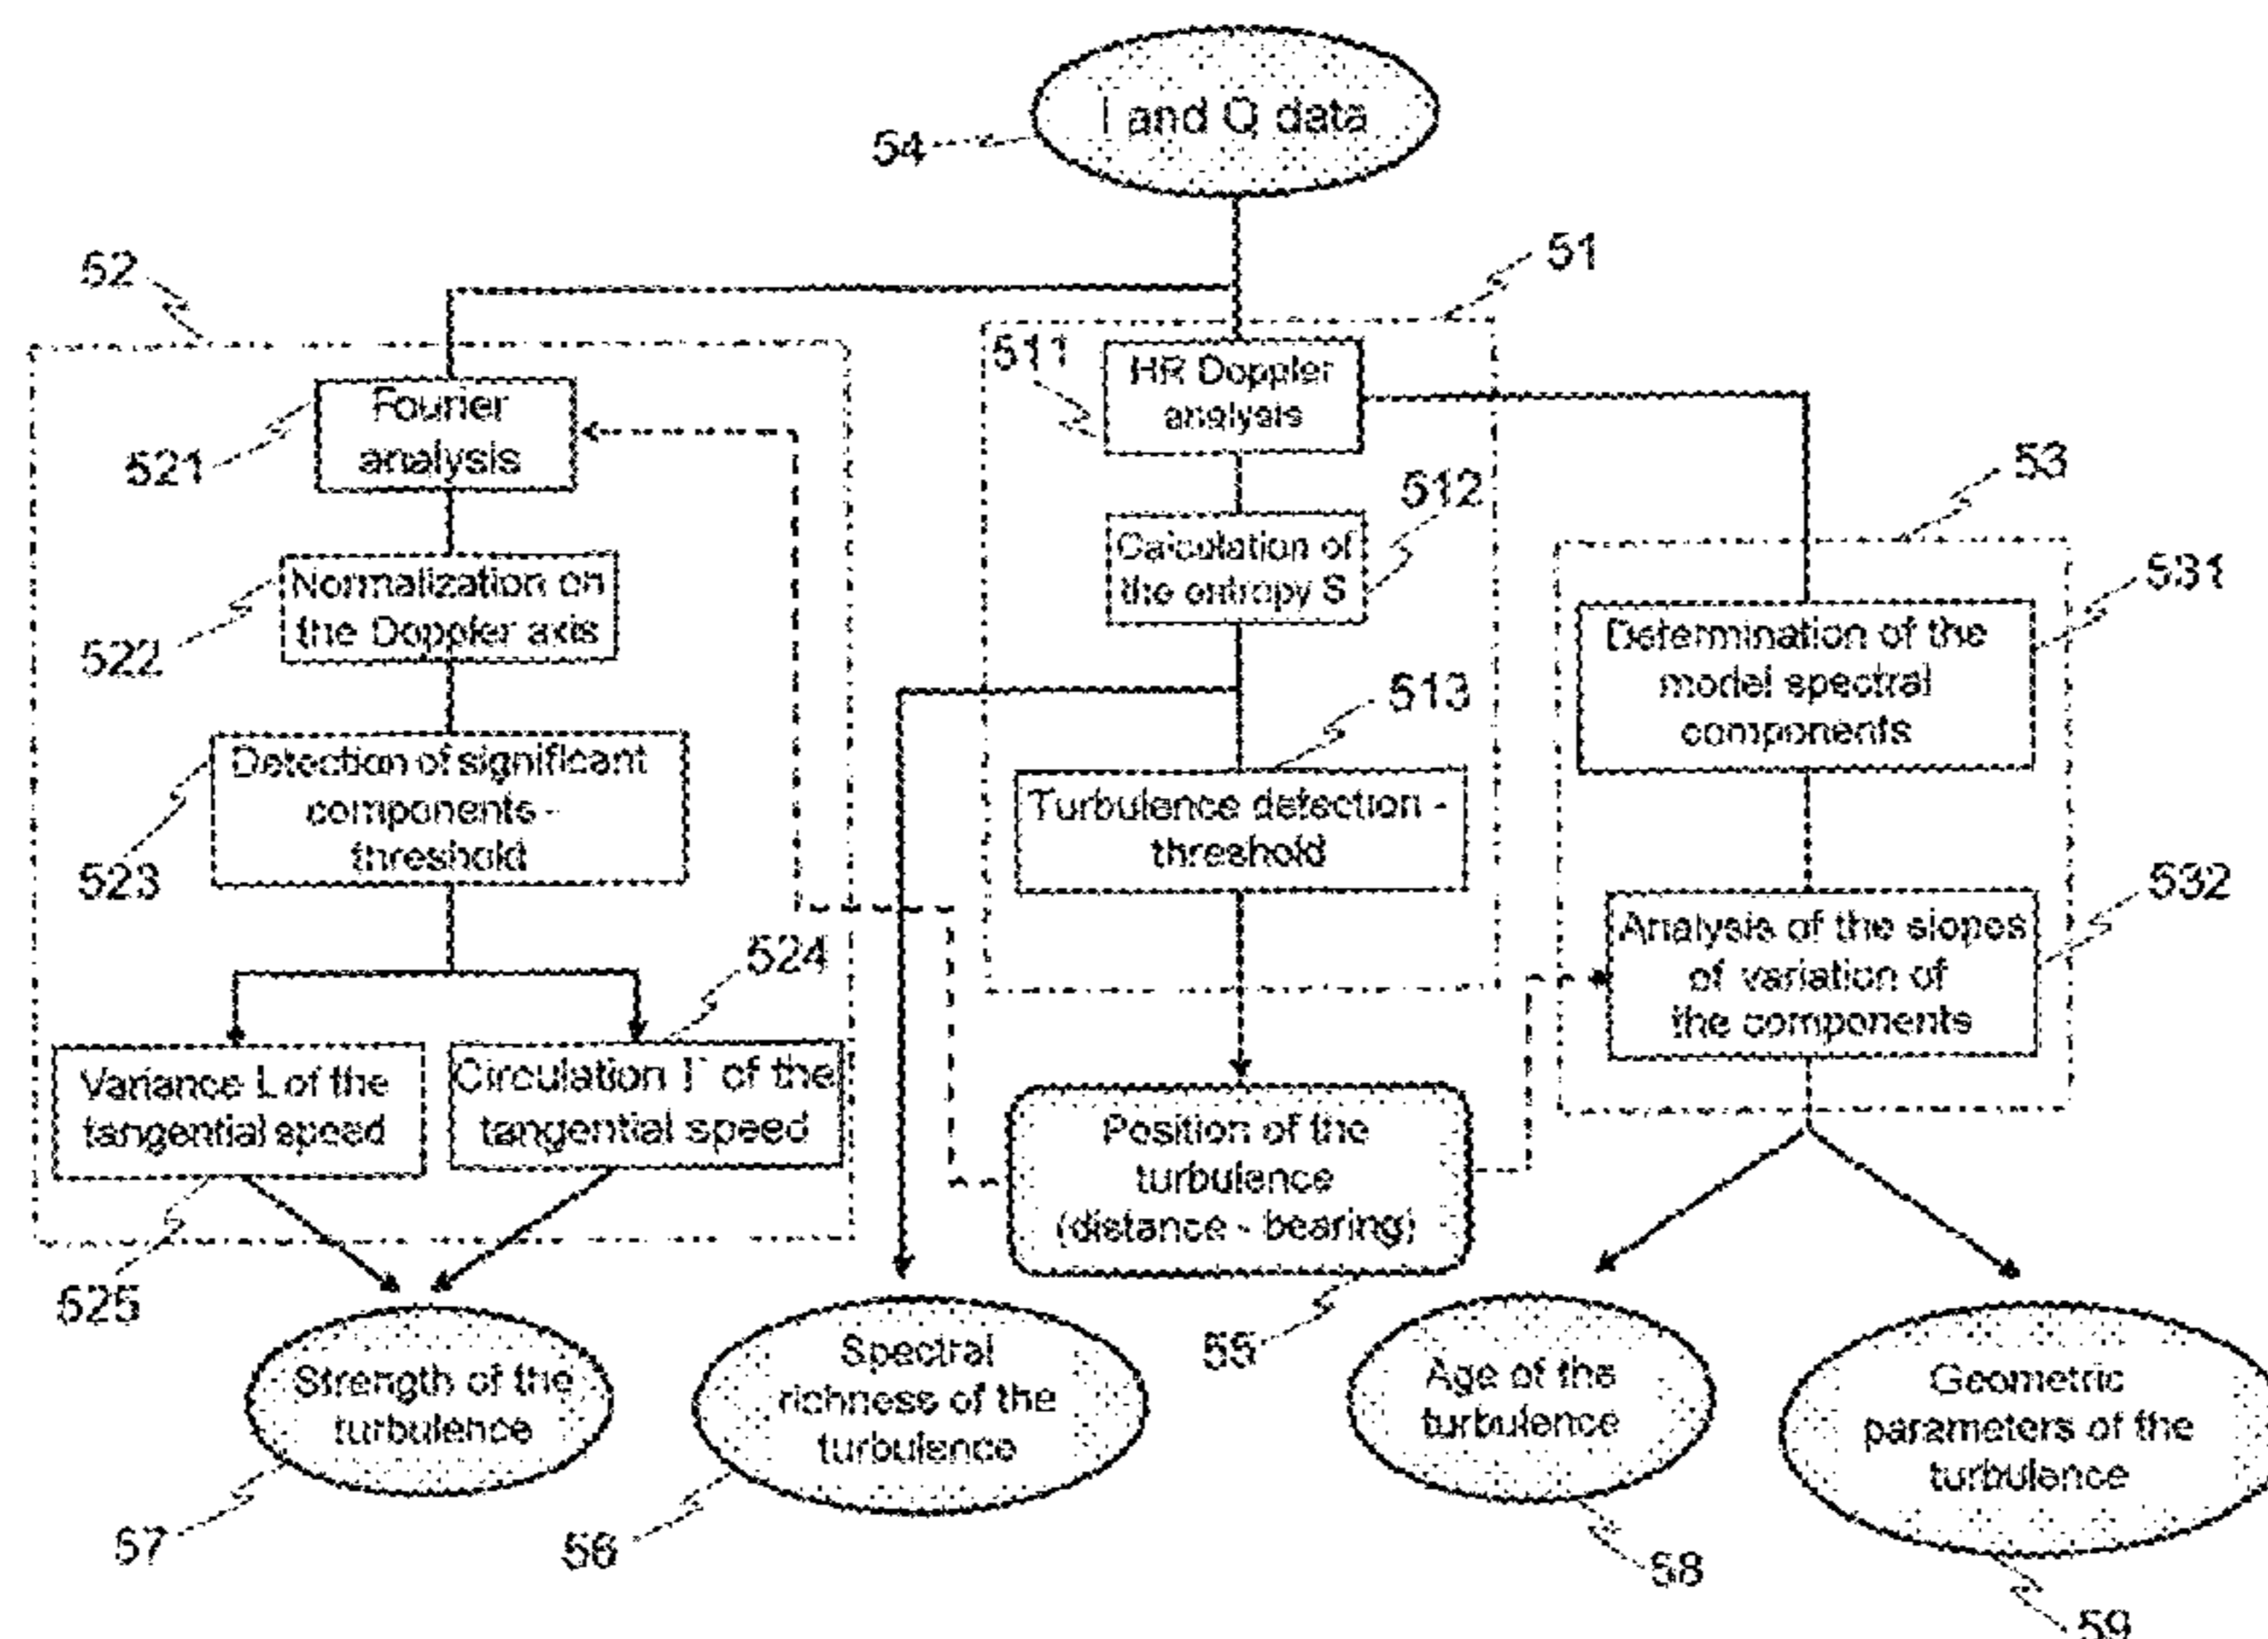 I and Q data
54
52
51
511
HR Doppler
analysis
Fourier
analysis
521
53
512
Calculation of
the entropy S
Normalization on
the Doppler axis
522
531
Determination of the
model spectral
components
513
Detection of significant
components -
threshold
523
Turbulence detection -
threshold
532
Analysis of the slopes
of variation of
the components
524
Variance L of the
tangential speed
Circulation Γ of the
tangential speed
Position of the
turbulence
(distance - bearing)
525
55
Strength of the
turbulence
Spectral
richness of the
turbulence
Age of the
turbulence
Geometric
parameters of the
turbulence
57
56
58
59